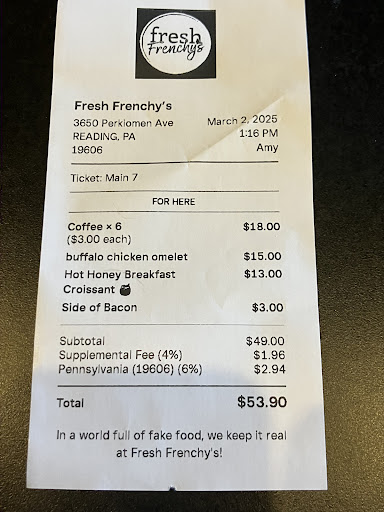 fresh
Frenchy's
Fresh Frenchy's
3650 Perkiomen Ave
READING, PA
19606
March 2, 2025
1:16 PM
Amy
Ticket: Main 7
FOR HERE
Coffee × 6 $18.00
($3.00 each)
buffalo chicken omelet $15.00
Hot Honey Breakfast $13.00
Croissant 🍯
Side of Bacon $3.00
Subtotal $49.00
Supplemental Fee (4%) $1.96
Pennsylvania (19606) (6%) $2.94
Total $53.90
In a world full of fake food, we keep it real
at Fresh Frenchy's!